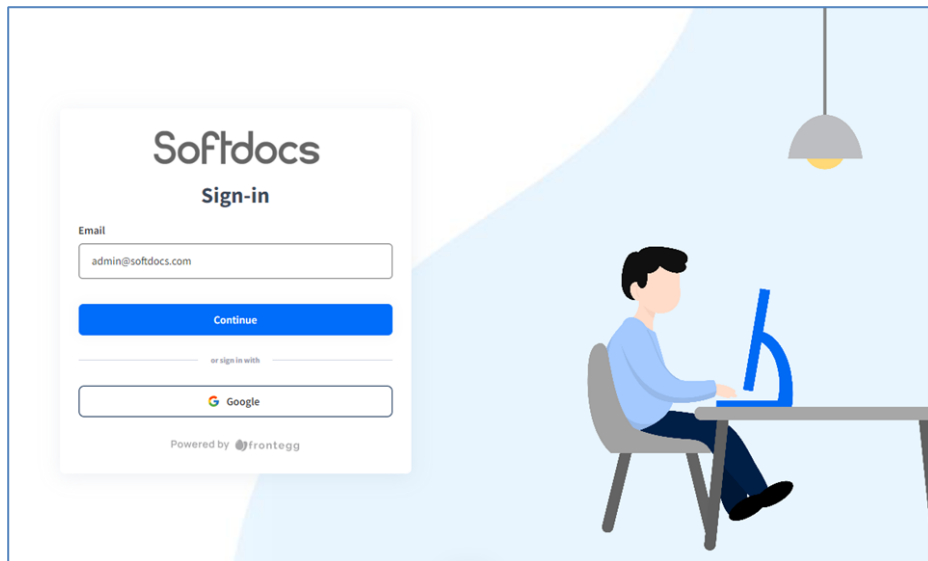 Softdocs
Sign-in
Email
admin@softdocs.com
Continue
or sign in with
Google
Powered by frontegg